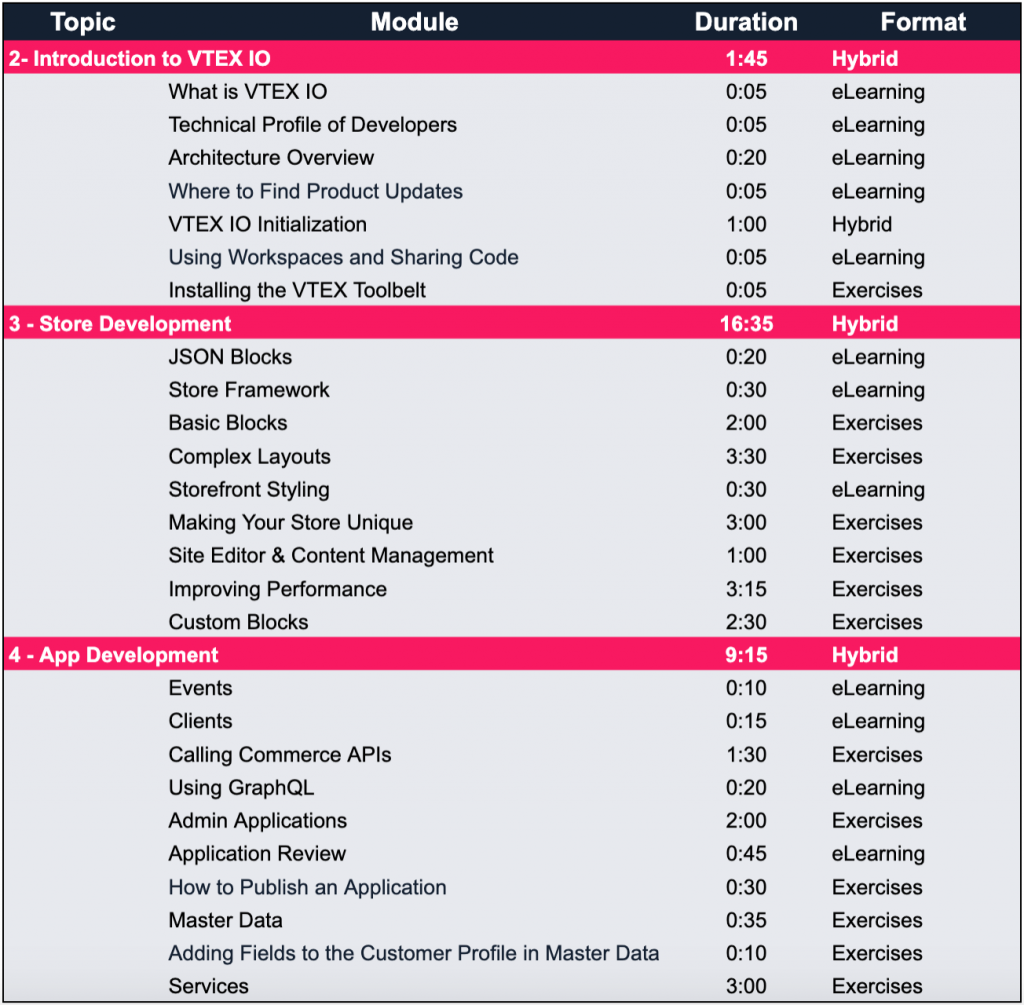 Topic Module Duration Format
2- Introduction to VTEX IO 1:45 Hybrid
What is VTEX IO 0:05 eLearning
Technical Profile of Developers 0:05 eLearning
Architecture Overview 0:20 eLearning
Where to Find Product Updates 0:05 eLearning
VTEX IO Initialization 1:00 Hybrid
Using Workspaces and Sharing Code 0:05 eLearning
Installing the VTEX Toolbelt 0:05 Exercises
3 - Store Development 16:35 Hybrid
JSON Blocks 0:20 eLearning
Store Framework 0:30 eLearning
Basic Blocks 2:00 Exercises
Complex Layouts 3:30 Exercises
Storefront Styling 0:30 eLearning
Making Your Store Unique 3:00 Exercises
Site Editor & Content Management 1:00 Exercises
Improving Performance 3:15 Exercises
Custom Blocks 2:30 Exercises
4 - App Development 9:15 Hybrid
Events 0:10 eLearning
Clients 0:15 eLearning
Calling Commerce APIs 1:30 Exercises
Using GraphQL 0:20 eLearning
Admin Applications 2:00 Exercises
Application Review 0:45 eLearning
How to Publish an Application 0:30 Exercises
Master Data 0:35 Exercises
Adding Fields to the Customer Profile in Master Data 0:10 Exercises
Services 3:00 Exercises